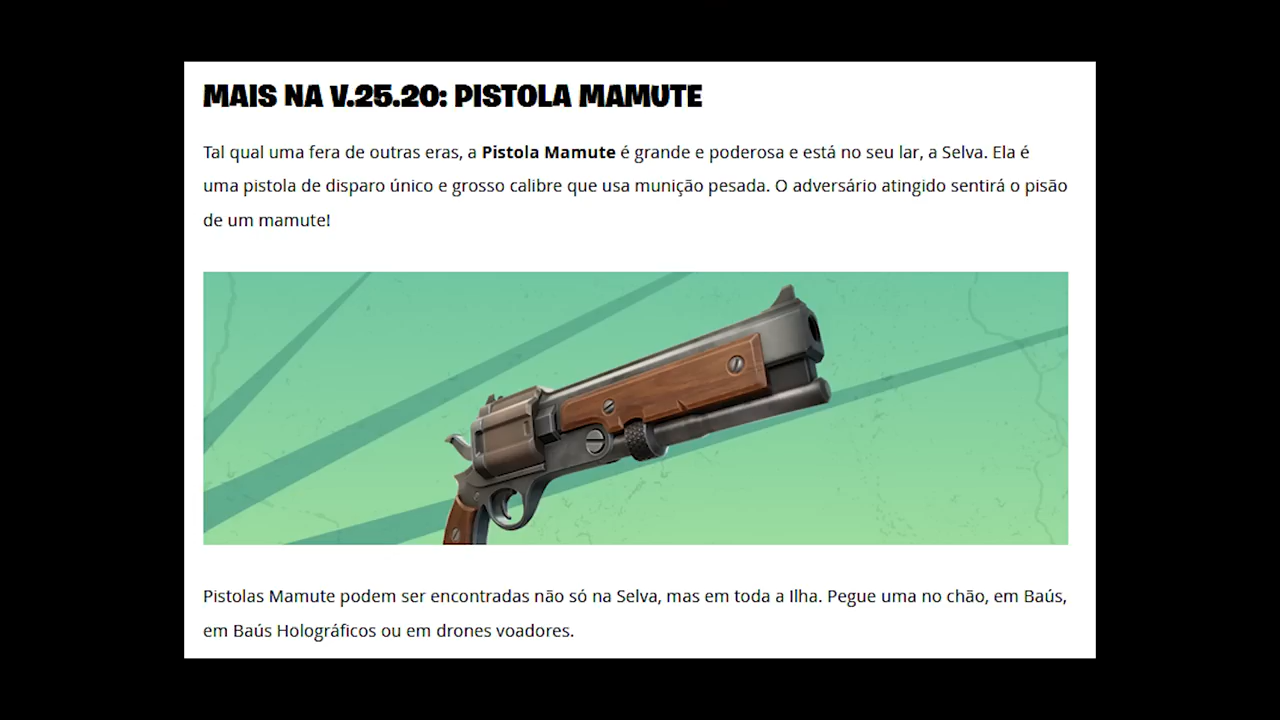 MAIS NA V.25.20: PISTOLA MAMUTE
Tal qual uma fera de outras eras, a Pistola Mamute é grande e poderosa e está no seu lar, a Selva. Ela é
uma pistola de disparo único e grosso calibre que usa munição pesada. O adversário atingido sentirá o pisão
de um mamute!
Pistolas Mamute podem ser encontradas não só na Selva, mas em toda a Ilha. Pegue uma no chão, em Baús,
em Baús Holográficos ou em drones voadores.